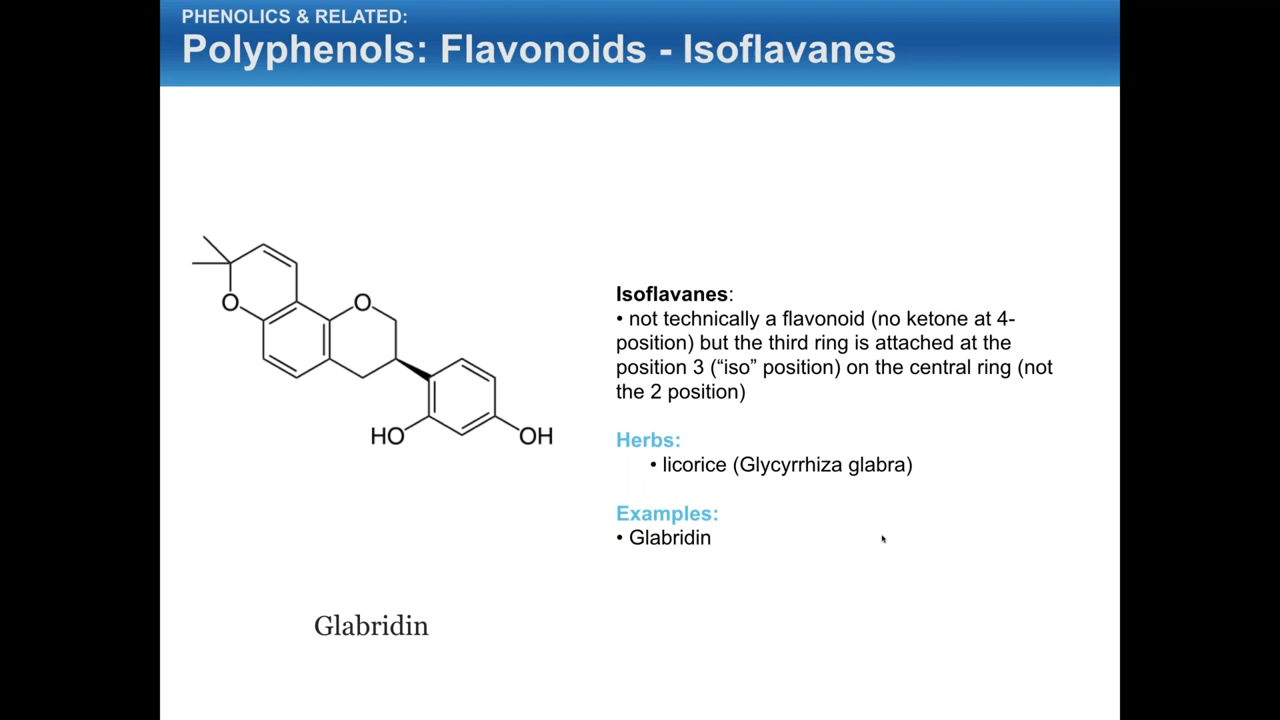 PHENOLICS & RELATED:
Polyphenols: Flavonoids - Isoflavanes
O
O
HO
OH
Glabridin
Isoflavanes:
• not technically a flavonoid (no ketone at 4-
position) but the third ring is attached at the
position 3 (“iso” position) on the central ring (not
the 2 position)
Herbs:
• licorice (Glycyrrhiza glabra)
Examples:
• Glabridin